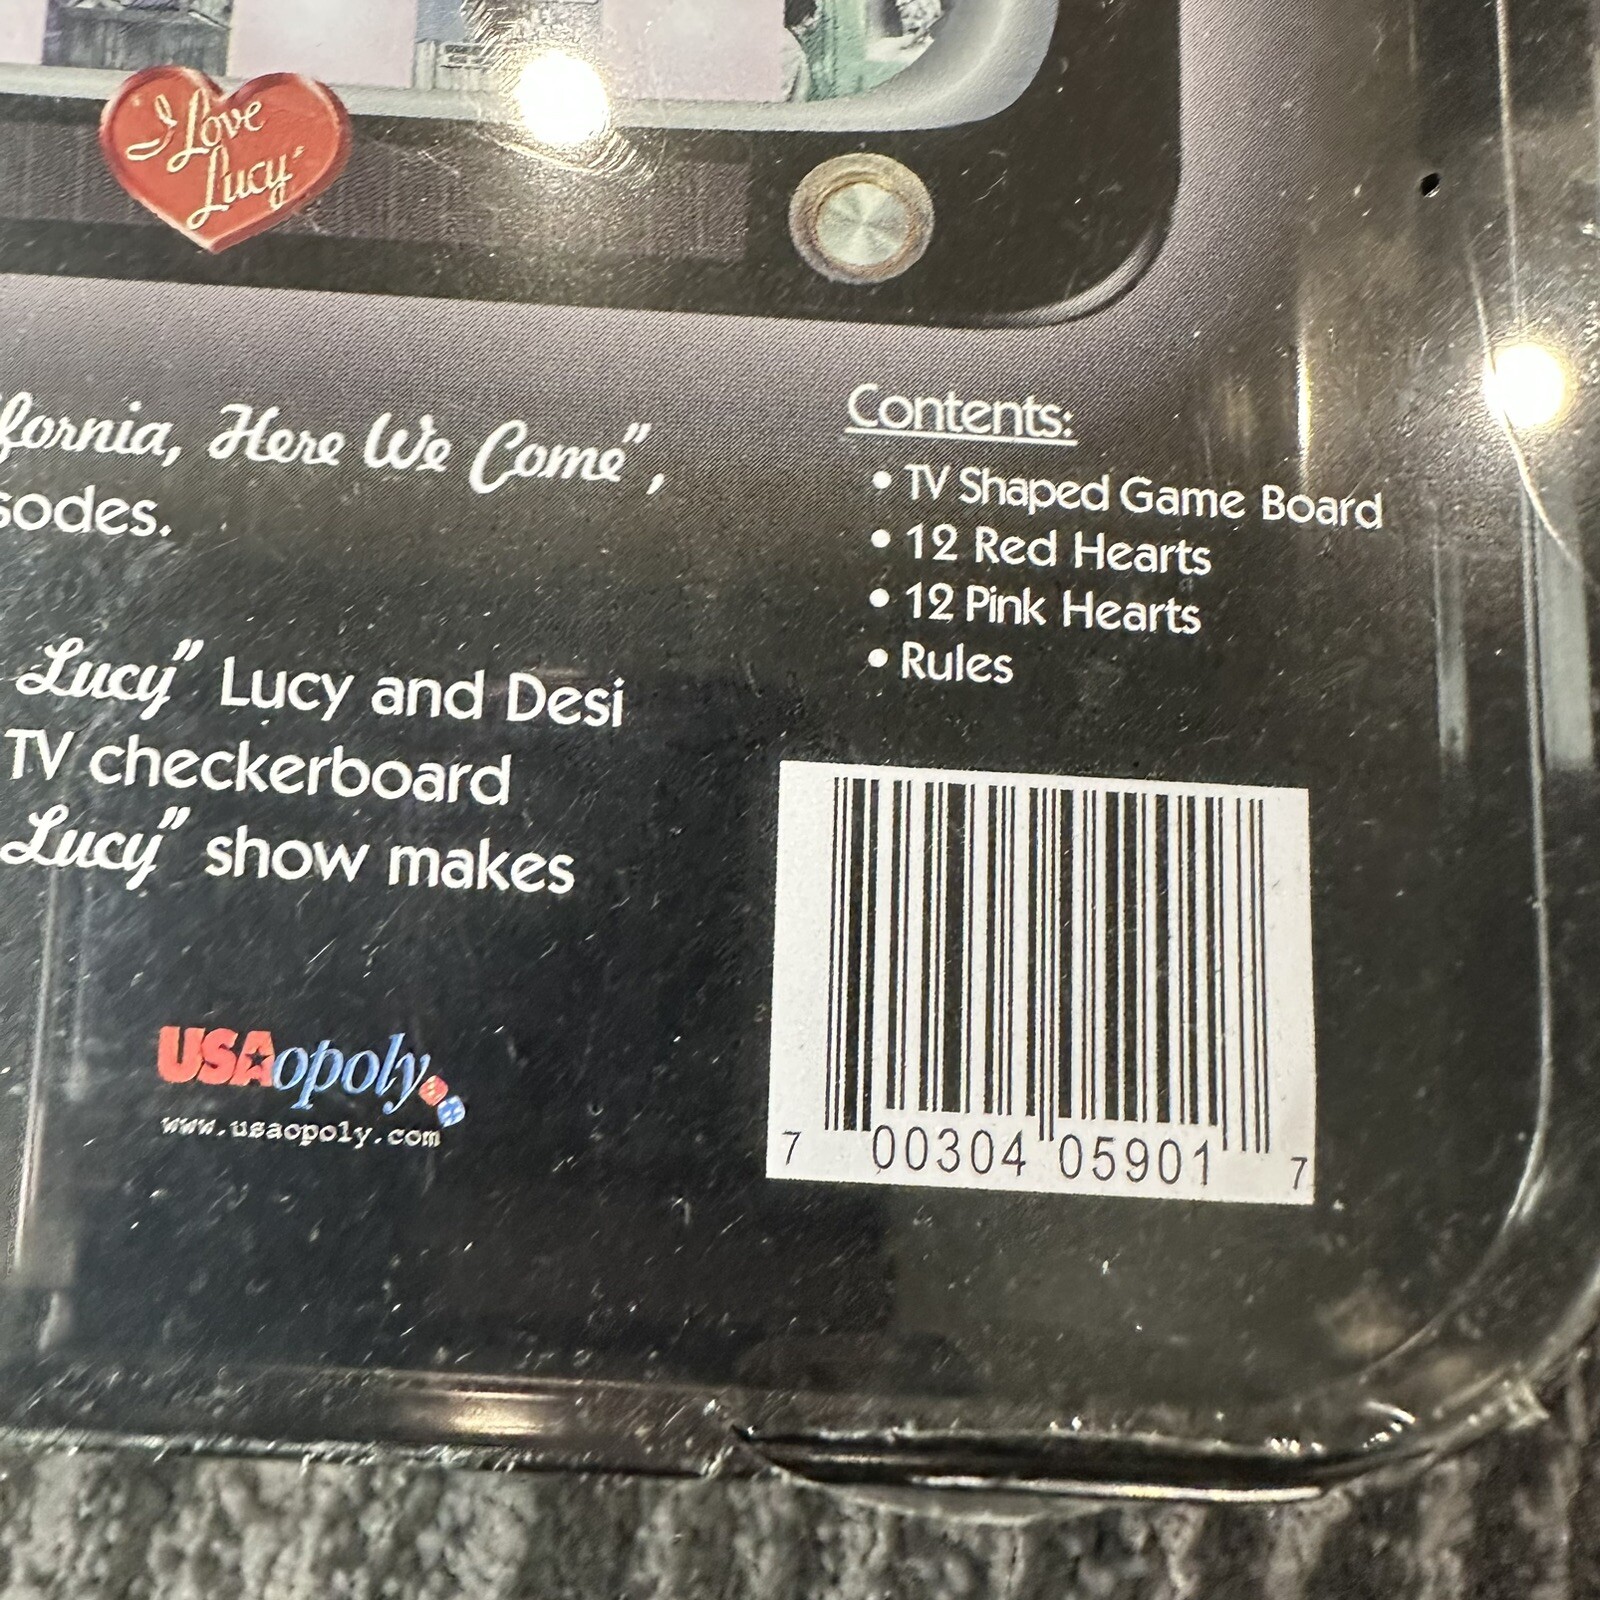 "I Love
Lucy"
fornia, Here We Come",
sodes.
Lucy" Lucy and Desi
TV checkerboard
Lucy" show makes
Contents:
• TV Shaped Game Board
• 12 Red Hearts
• 12 Pink Hearts
• Rules
USAopoly
www.usaopoly.com
7 00304 05901 7